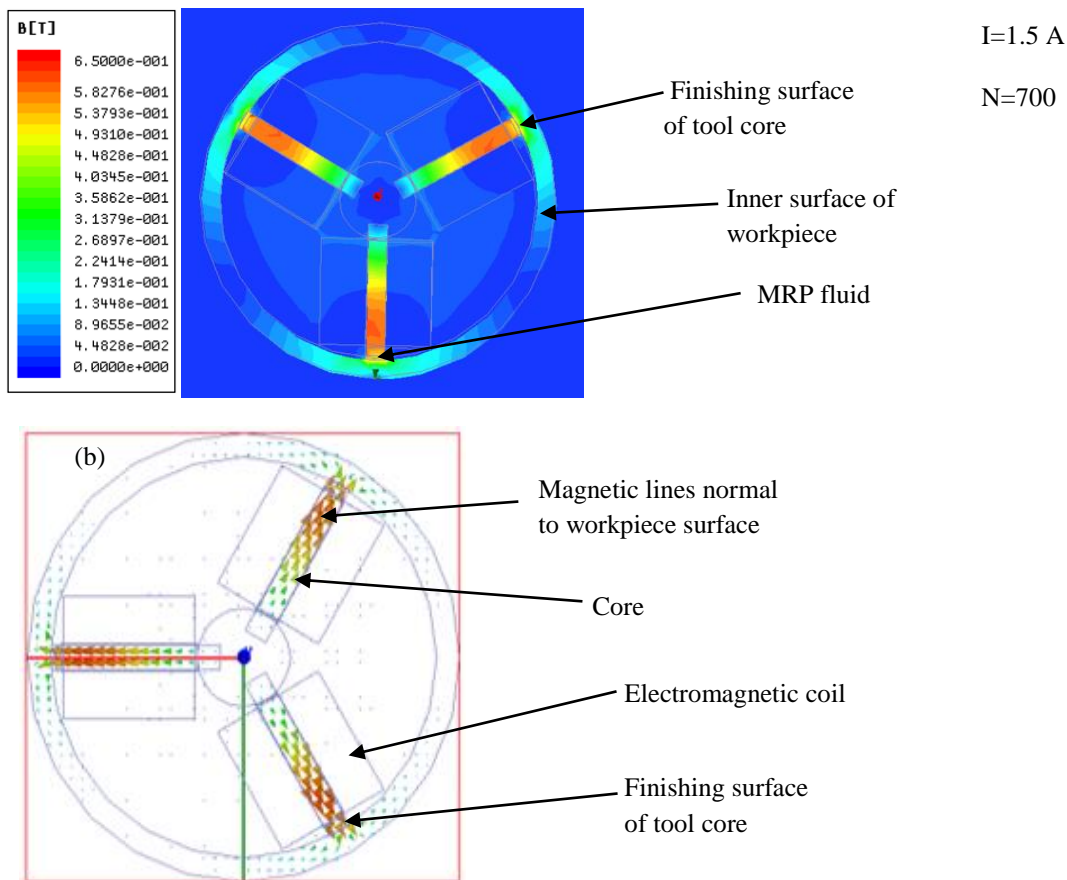 B[T]
6.5000e-001
5.8276e-001
5.3793e-001
4.9310e-001
4.4828e-001
4.0345e-001
3.5862e-001
3.1379e-001
2.6897e-001
2.2414e-001
1.7931e-001
1.3448e-001
8.9655e-002
4.4828e-002
0.0000e+000
I=1.5 A
N=700
Finishing surface
of tool core
Inner surface of
workpiece
MRP fluid
(b)
Magnetic lines normal
to workpiece surface
Core
Electromagnetic coil
Finishing surface
of tool core